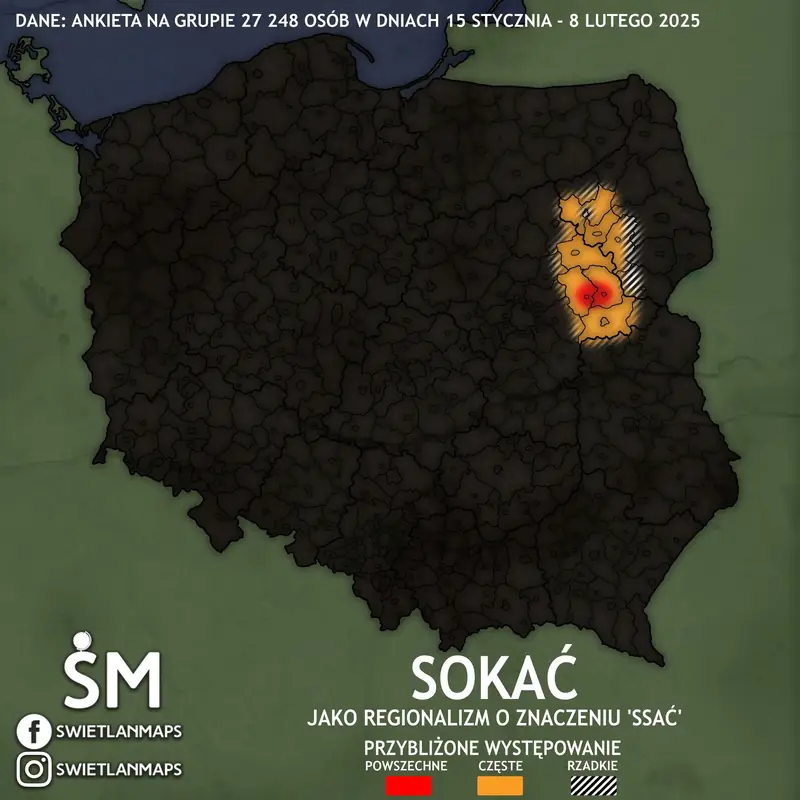 DANE: ANKIETA NA GRUPIE 27 248 OSÓB W DNIACH 15 STYCZNIA - 8 LUTEGO 2025
ŚM
SWIETLANMAPS
SWIETLANMAPS
SOKAĆ
JAKO REGIONALIZM O ZNACZENIU 'SSAĆ'
PRZYBLIŻONE WYSTĘPOWANIE
POWSZECHNE CZĘSTE RZADKIE